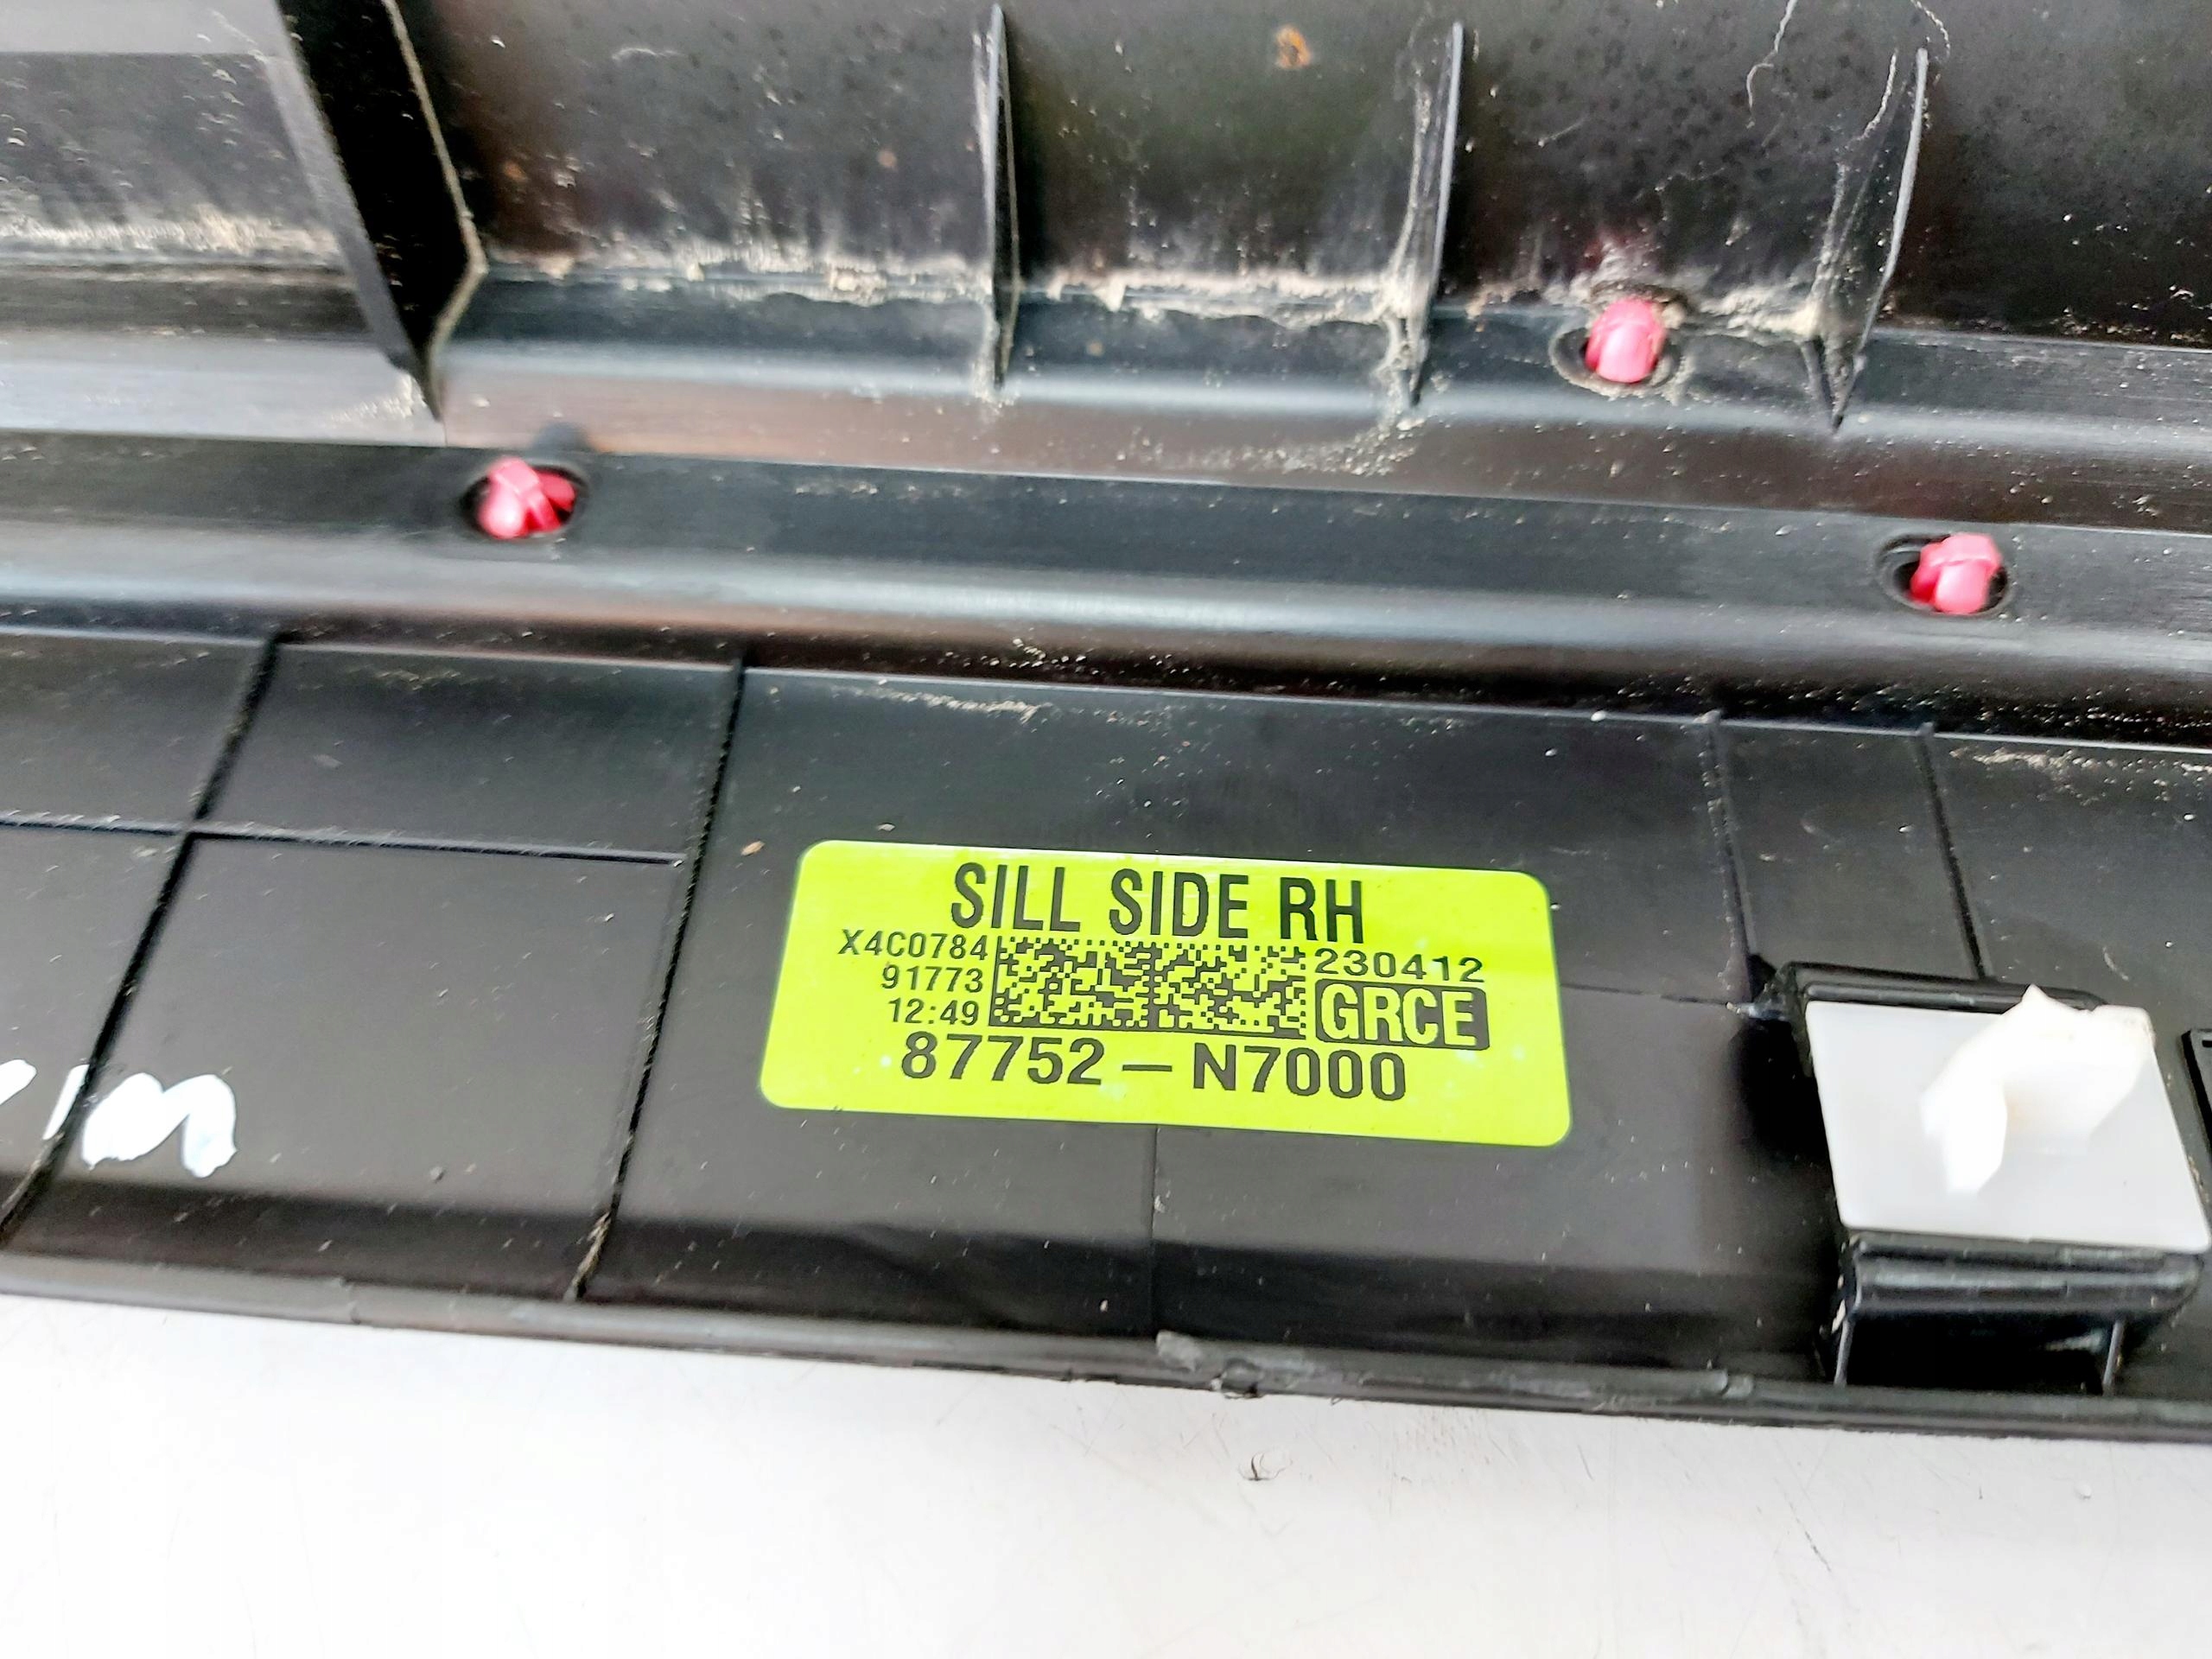 SILL SIDE RH
X4C0784 230412
91773 GRCE
12:49
87752-N7000